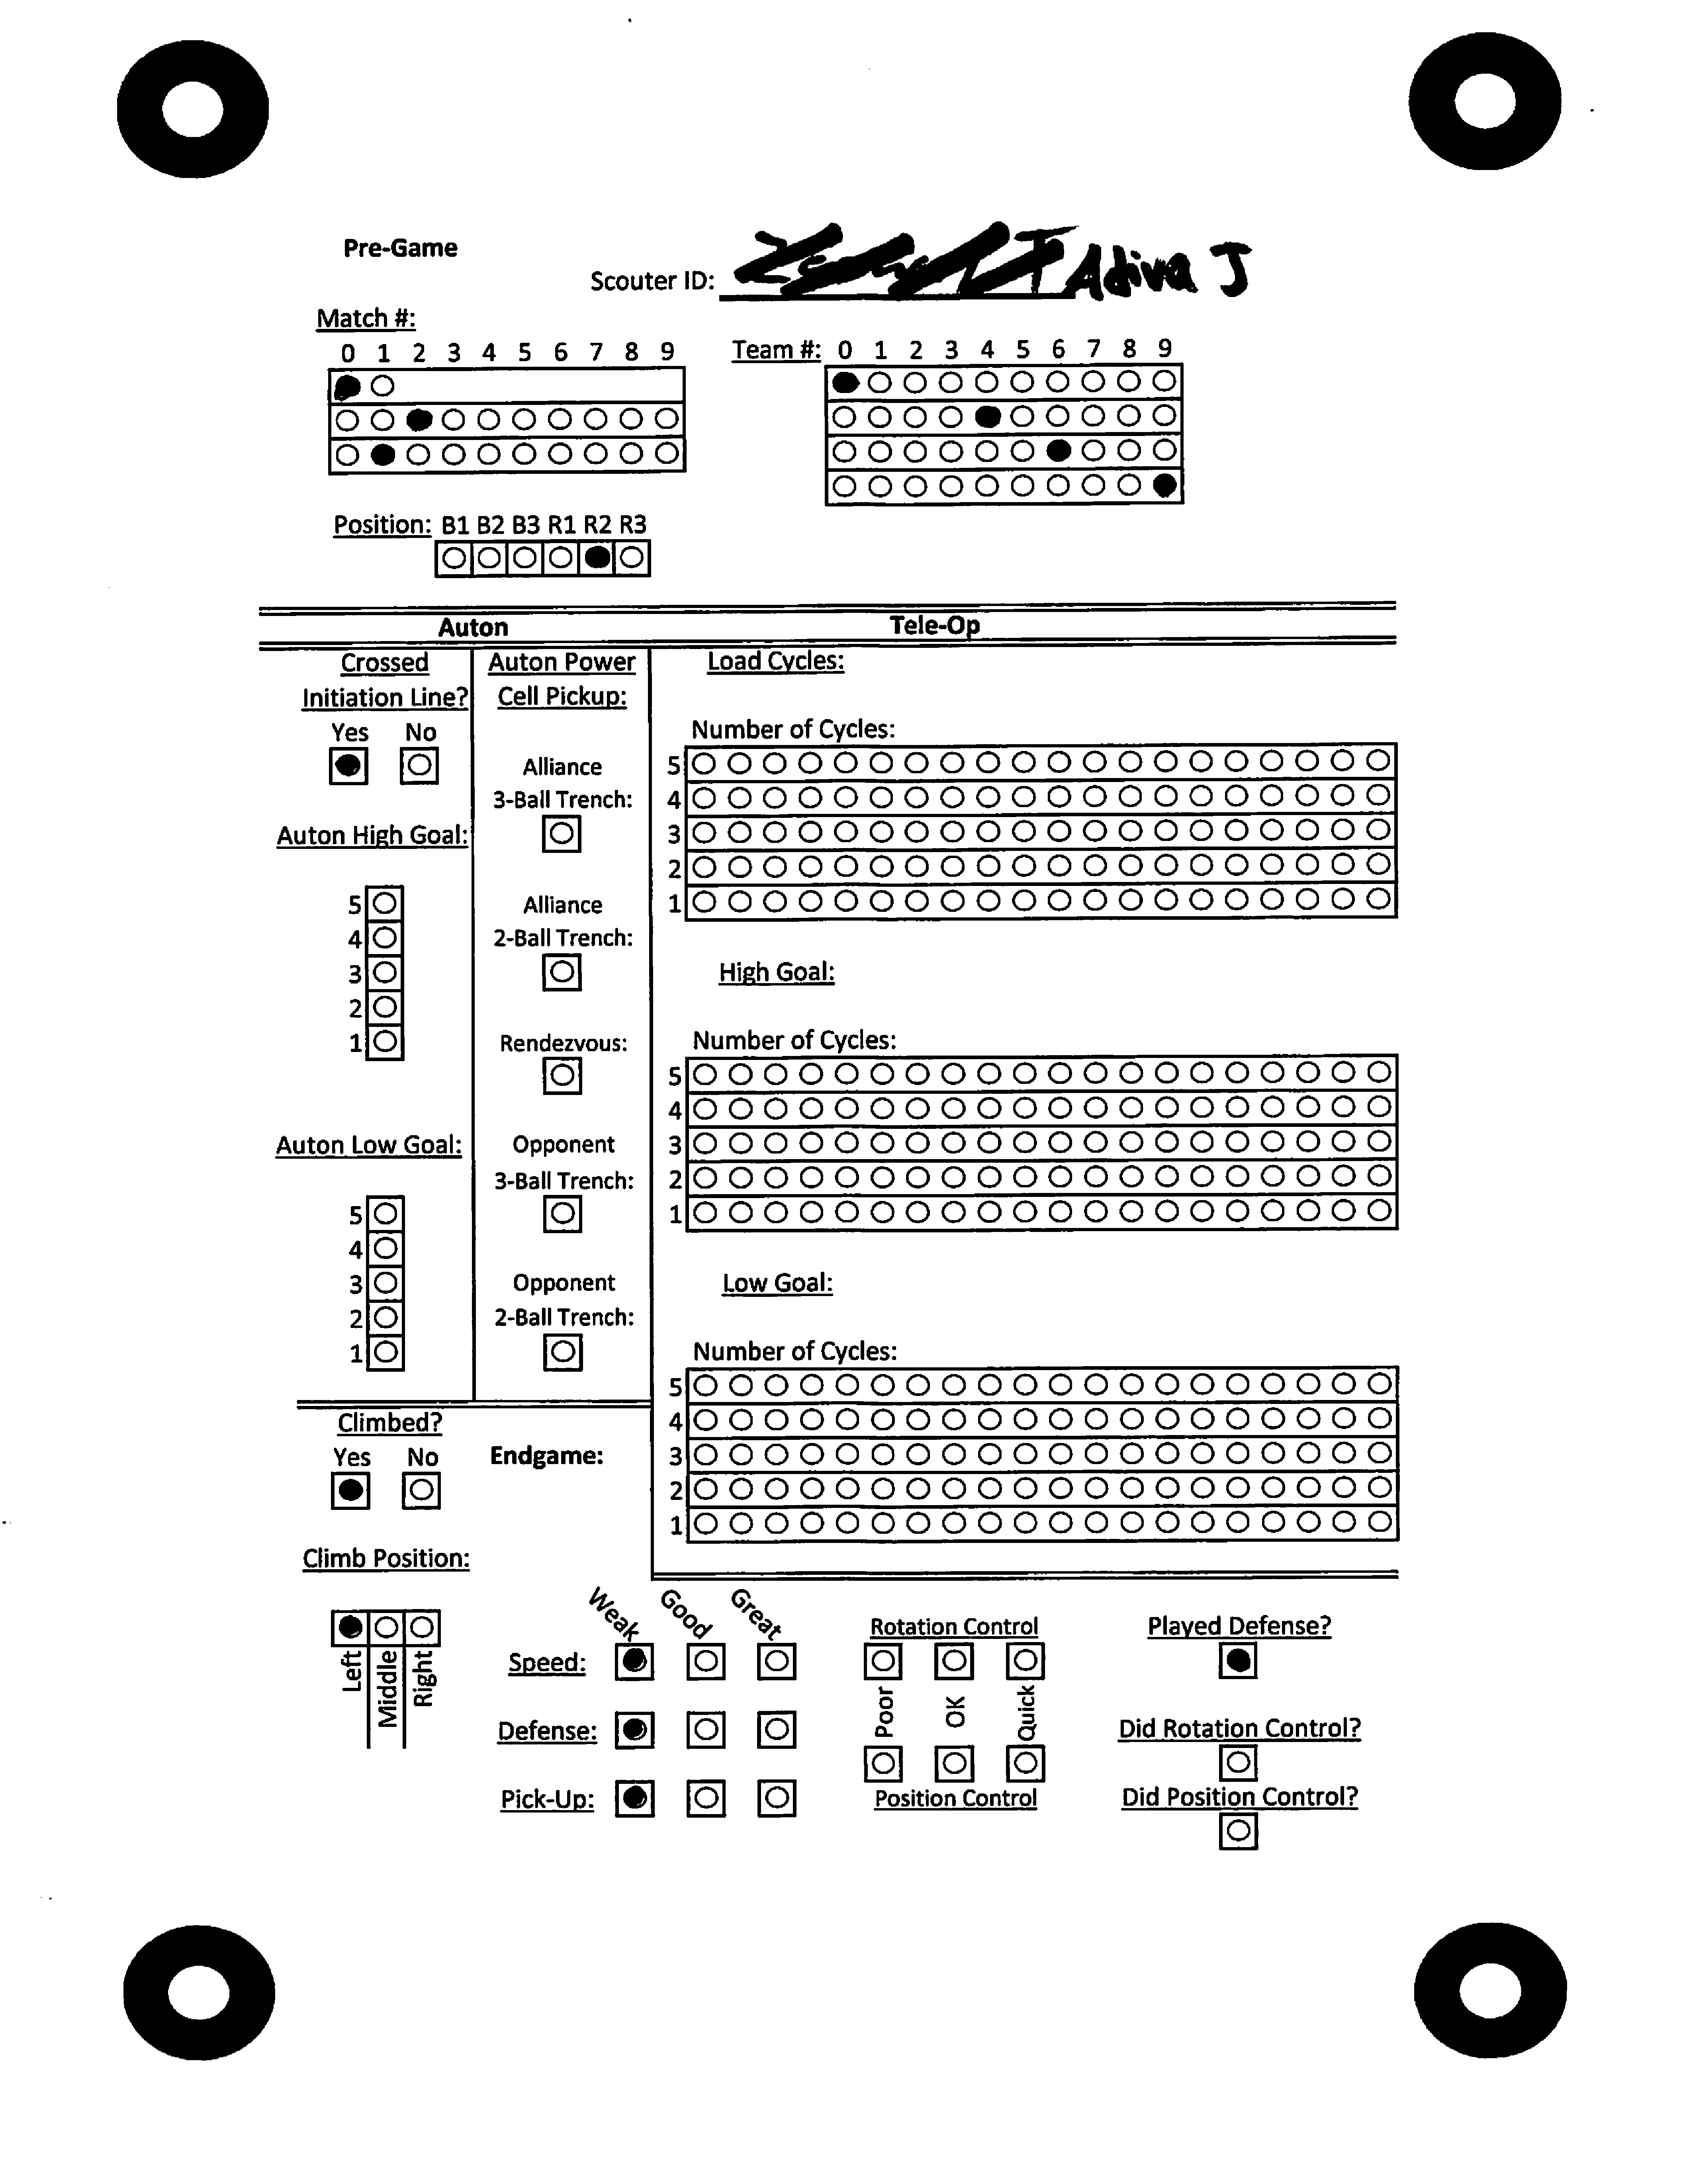 Pre-Game
Scouter ID: Adiva J
Match #:
0 1 2 3 4 5 6 7 8 9
Team #: 0 1 2 3 4 5 6 7 8 9
Position: B1 B2 B3 R1 R2 R3
Auton
Tele-Op
Crossed
Initiation Line?
Yes No
Auton High Goal:
5
4
3
2
1
Auton Low Goal:
5
4
3
2
1
Auton Power
Cell Pickup:
Alliance
3-Ball Trench:
Alliance
2-Ball Trench:
Rendezvous:
Opponent
3-Ball Trench:
Opponent
2-Ball Trench:
Load Cycles:
Number of Cycles:
5
4
3
2
1
High Goal:
Number of Cycles:
5
4
3
2
1
Low Goal:
Number of Cycles:
5
4
3
2
1
Climbed?
Yes No
Endgame:
Climb Position:
Left
Middle
Right
Weak
Good
Great
Speed:
Defense:
Pick-Up:
Rotation Control
Poor
OK
Quick
Position Control
Played Defense?
Did Rotation Control?
Did Position Control?